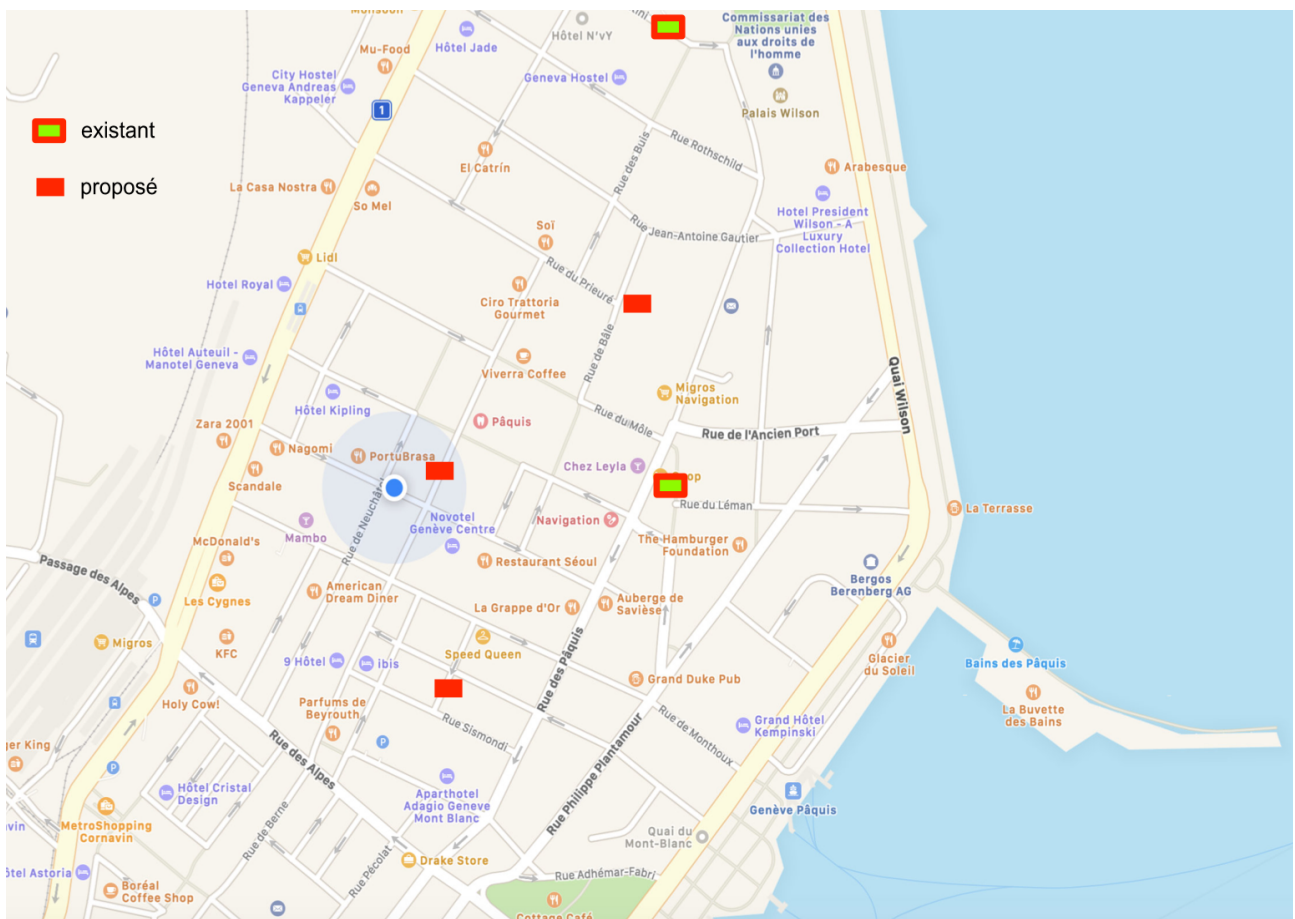 Commissariat des
Nations unies
aux droits de
l'homme
Hôtel N'vY
Hôtel Jade
Mu-Food
City Hostel
Geneva Andreas
Kappeler
Geneva Hostel
Palais Wilson
1
existant
proposé
Rue Rothschild
Rue des Buis
El Catrín
Arabesque
La Casa Nostra
So Mel
Hotel President
Wilson - A
Luxury
Collection Hotel
Soï
Rue Jean-Antoine Gautier
Lidl
Rue du Prieuré
Hotel Royal
Ciro Trattoria
Gourmet
Rue de Bâle
Hôtel Auteuil -
Manotel Geneva
Viverra Coffee
Quai Wilson
Migros
Navigation
Hôtel Kipling
Rue du Môle
Zara 2001
Pâquis
Rue de l'Ancien Port
Nagomi
PortuBrasa
Chez Leyla
Scandale
Rue du Léman
La Terrasse
Rue de Neuchâtel
Novotel
Genève Centre
Navigation
Mambo
McDonald's
The Hamburger
Foundation
Passage des Alpes
Restaurant Séoul
Bergos
Berenberg AG
Les Cygnes
American
Dream Diner
La Grappe d'Or
Auberge de
Savièse
Migros
KFC
Speed Queen
9 Hôtel
ibis
Rue des Pâquis
Glacier
du Soleil
Bains des Pâquis
Grand Duke Pub
Holy Cow!
Parfums de
Beyrouth
Rue Sismondi
Rue de Monthoux
Grand Hôtel
Kempinski
La Buvette
des Bains
P
P
P
Rue des Alpes
Rue Philippe Plantamour
Hôtel Cristal
Design
Aparthotel
Adagio Geneve
Mont Blanc
Genève Pâquis
MetroShopping
Cornavin
Rue de Berne
Quai du
Mont-Blanc
Drake Store
Rue Pécolat
Rue Adhémar-Fabri
Boréal
Coffee Shop
Cottage Café